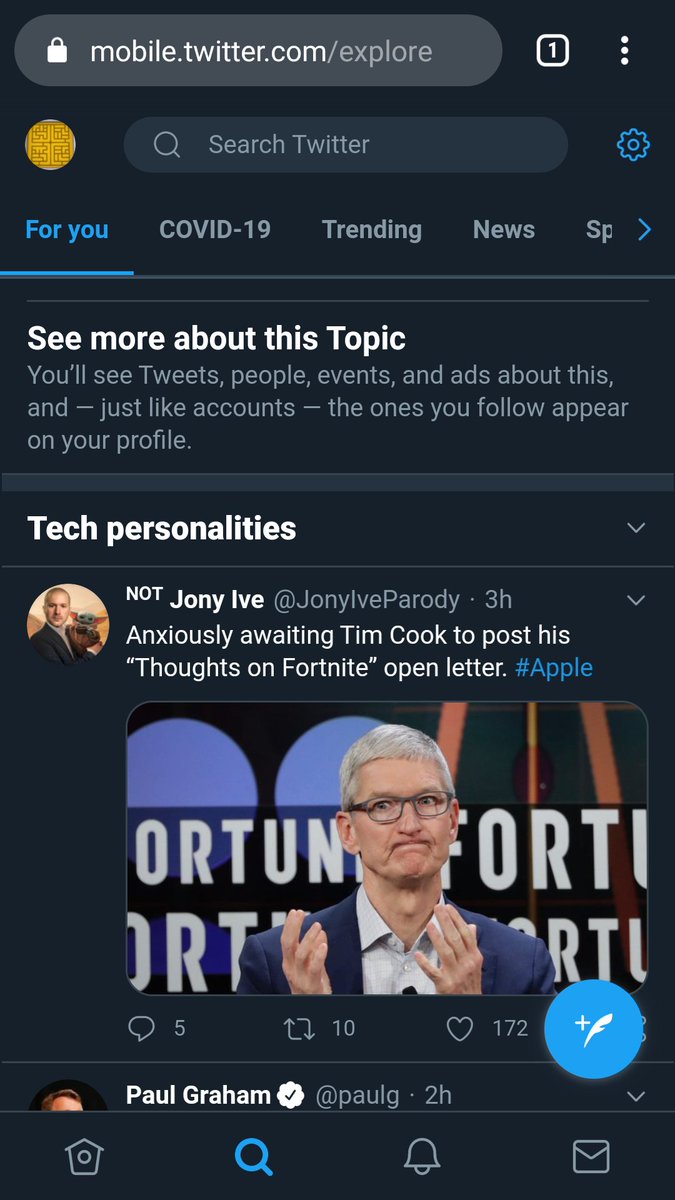 mobile.twitter.com/explore
1
Search Twitter
For you COVID-19 Trending News Sp
See more about this Topic
You’ll see Tweets, people, events, and ads about this,
and — just like accounts — the ones you follow appear
on your profile.
Tech personalities
NOT Jony Ive @JonyIveParody · 3h
Anxiously awaiting Tim Cook to post his
“Thoughts on Fortnite” open letter. #Apple
ORTUN FORTU
ORT RTU
5 10 172
Paul Graham @paulg · 2h